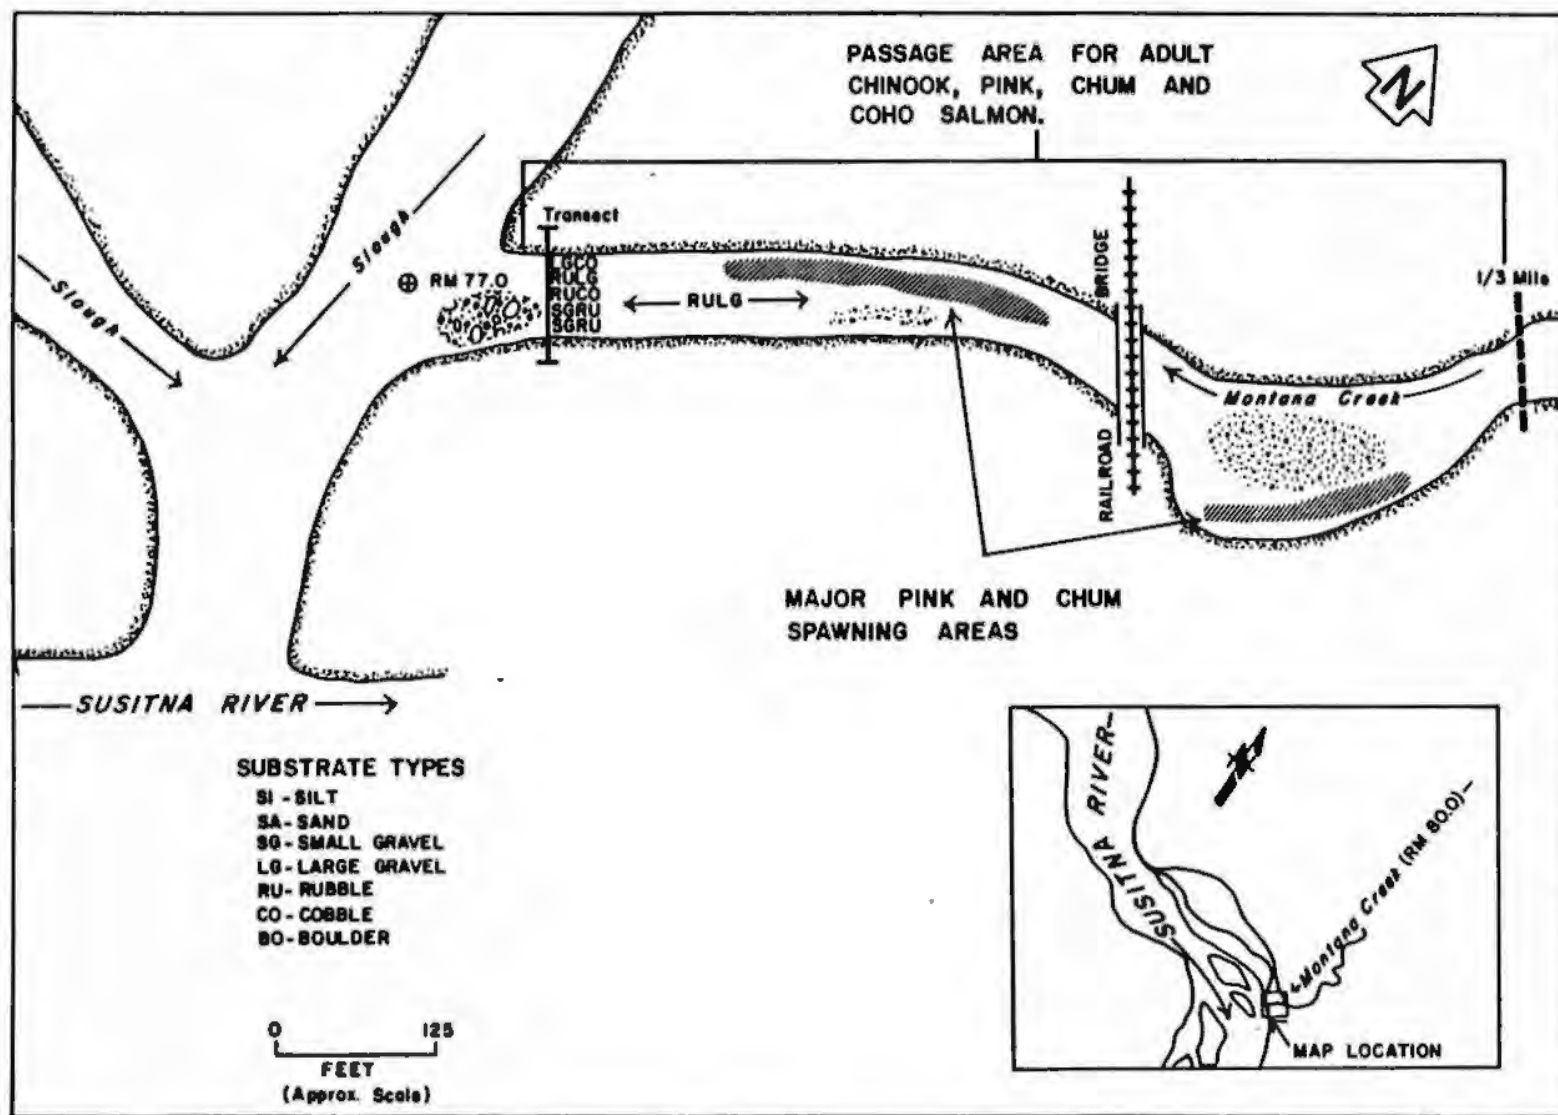 PASSAGE AREA FOR ADULT
CHINOOK, PINK, CHUM AND
COHO SALMON.
N
Slough
Slough
Transect
RM 77.0
LGCO
RULG
RUCO
SGRU
SGRU
RULG
RAILROAD BRIDGE
1/3 Mile
Montana Creek
MAJOR PINK AND CHUM
SPAWNING AREAS
SUSITNA RIVER
SUBSTRATE TYPES
SI - SILT
SA - SAND
SG - SMALL GRAVEL
LG - LARGE GRAVEL
RU - RUBBLE
CO - COBBLE
BO - BOULDER
0 125
FEET
(Approx. Scale)
SUSITNA RIVER
Montana Creek (RM 80.0)
MAP LOCATION